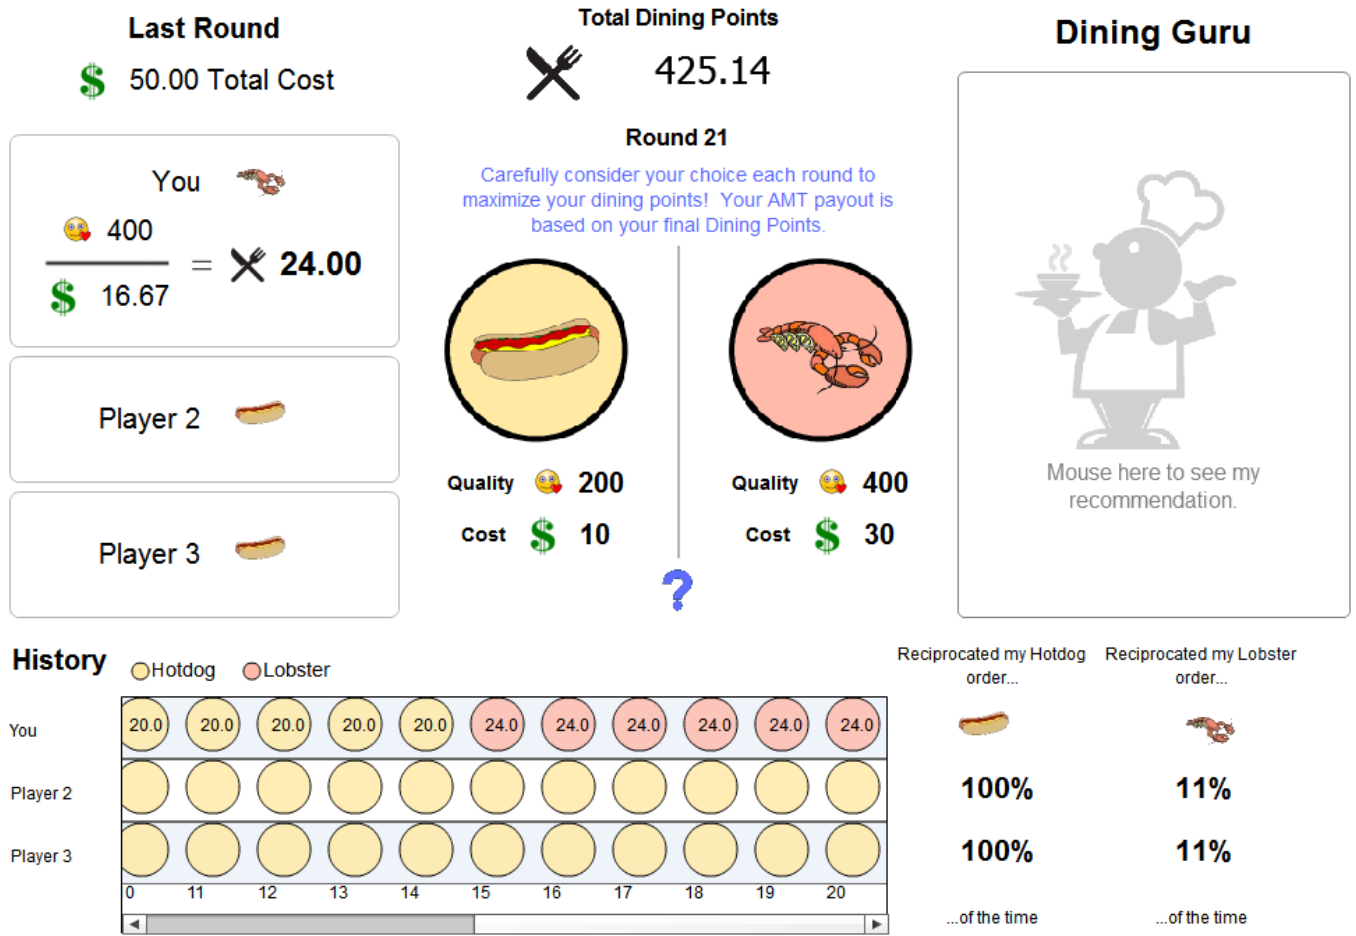 Last Round
$ 50.00 Total Cost
You
400
$ 16.67
= 24.00
Player 2
Player 3
Total Dining Points
425.14
Round 21
Carefully consider your choice each round to
maximize your dining points! Your AMT payout is
based on your final Dining Points.
Quality 200
Cost $ 10
Quality 400
Cost $ 30
?
Dining Guru
Mouse here to see my
recommendation.
History
Hotdog Lobster
You 20.0 20.0 20.0 20.0 20.0 24.0 24.0 24.0 24.0 24.0 24.0
Player 2
Player 3
0 11 12 13 14 15 16 17 18 19 20
Reciprocated my Hotdog
order...
100%
100%
...of the time
Reciprocated my Lobster
order...
11%
11%
...of the time